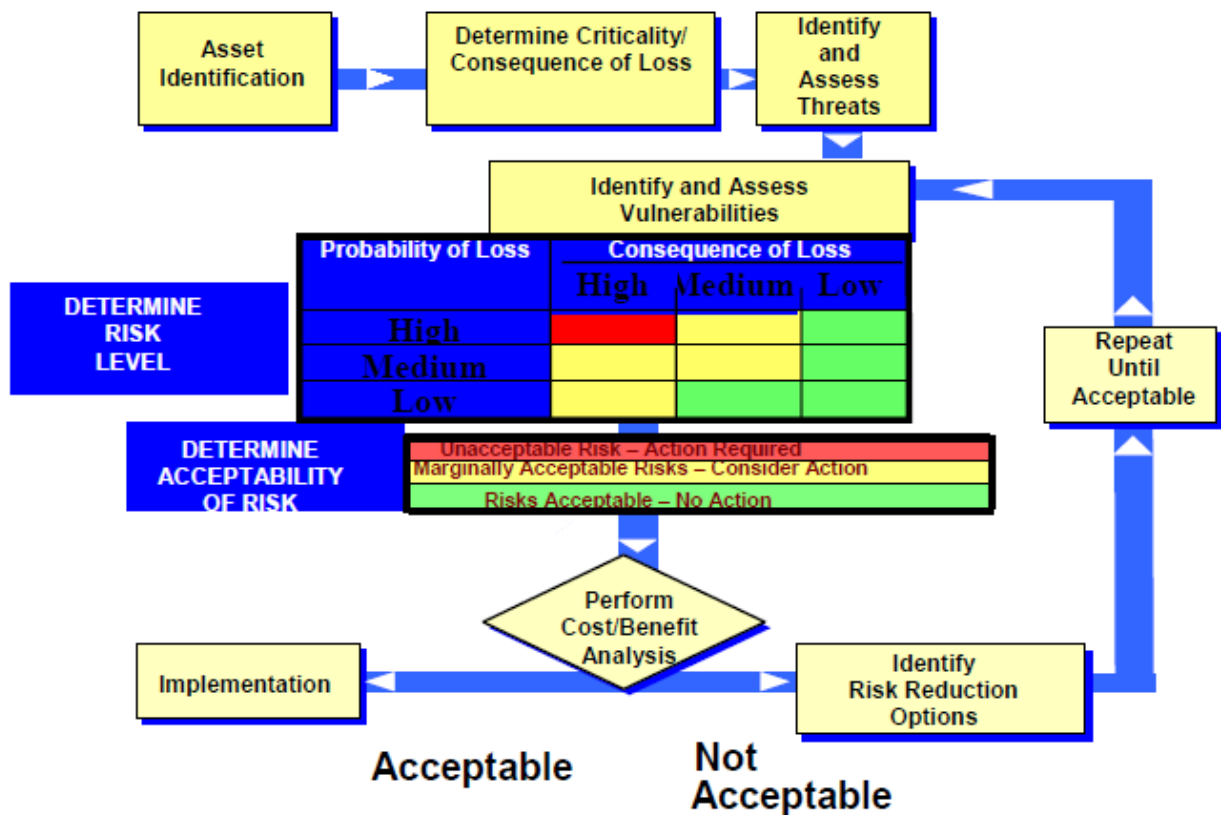 Asset
Identification
Determine Criticality/
Consequence of Loss
Identify
and
Assess
Threats
Identify and Assess
Vulnerabilities
Probability of Loss
Consequence of Loss
High
Medium
Low
DETERMINE
RISK
LEVEL
High
Medium
Low
Repeat
Until
Acceptable
DETERMINE
ACCEPTABILITY
OF RISK
Unacceptable Risk – Action Required
Marginally Acceptable Risks – Consider Action
Risks Acceptable – No Action
Perform
Cost/Benefit
Analysis
Implementation
Identify
Risk Reduction
Options
Acceptable
Not
Acceptable